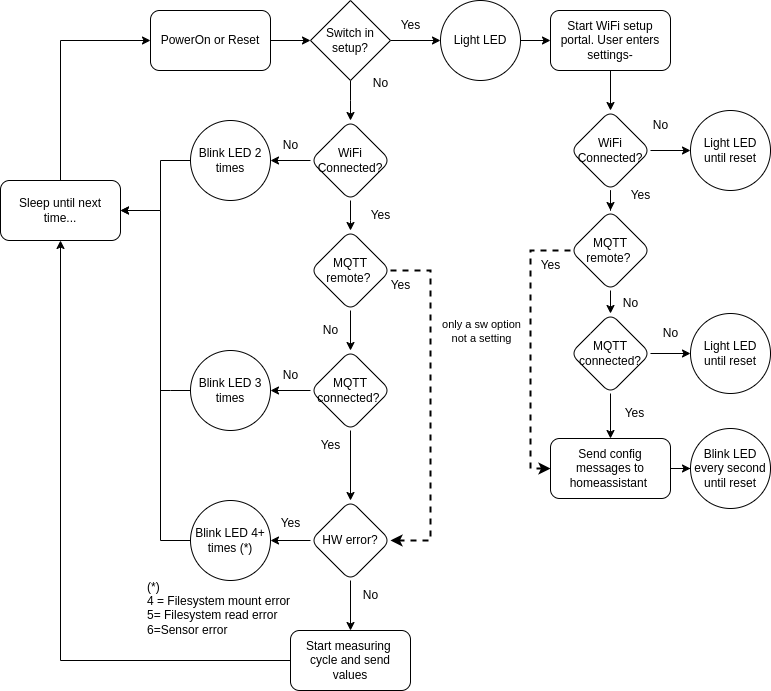 PowerOn or Reset
Switch in
setup?
Yes
Light LED
Start WiFi setup
portal. User enters
settings-
No
Blink LED 2
times
No
WiFi
Connected?
WiFi
Connected?
No
Light LED
until reset
Sleep until next
time...
Yes
Yes
MQTT
remote?
Yes
MQTT
remote?
Yes
No
No
only a sw option
not a setting
Blink LED 3
times
No
MQTT
connected?
MQTT
connected?
No
Light LED
until reset
Yes
Yes
Send config
messages to
homeassistant
Blink LED
every second
until reset
Blink LED 4+
times (*)
Yes
HW error?
No
(*)
4 = Filesystem mount error
5= Filesystem read error
6=Sensor error
Start measuring
cycle and send
values